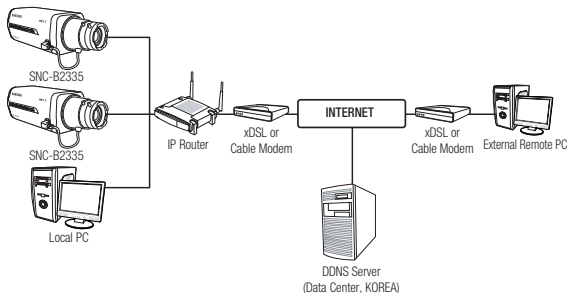 SNC-B2335
SNC-B2335
Local PC
IP Router
xDSL or
Cable Modem
INTERNET
xDSL or
Cable Modem
External Remote PC
DDNS Server
(Data Center, KOREA)